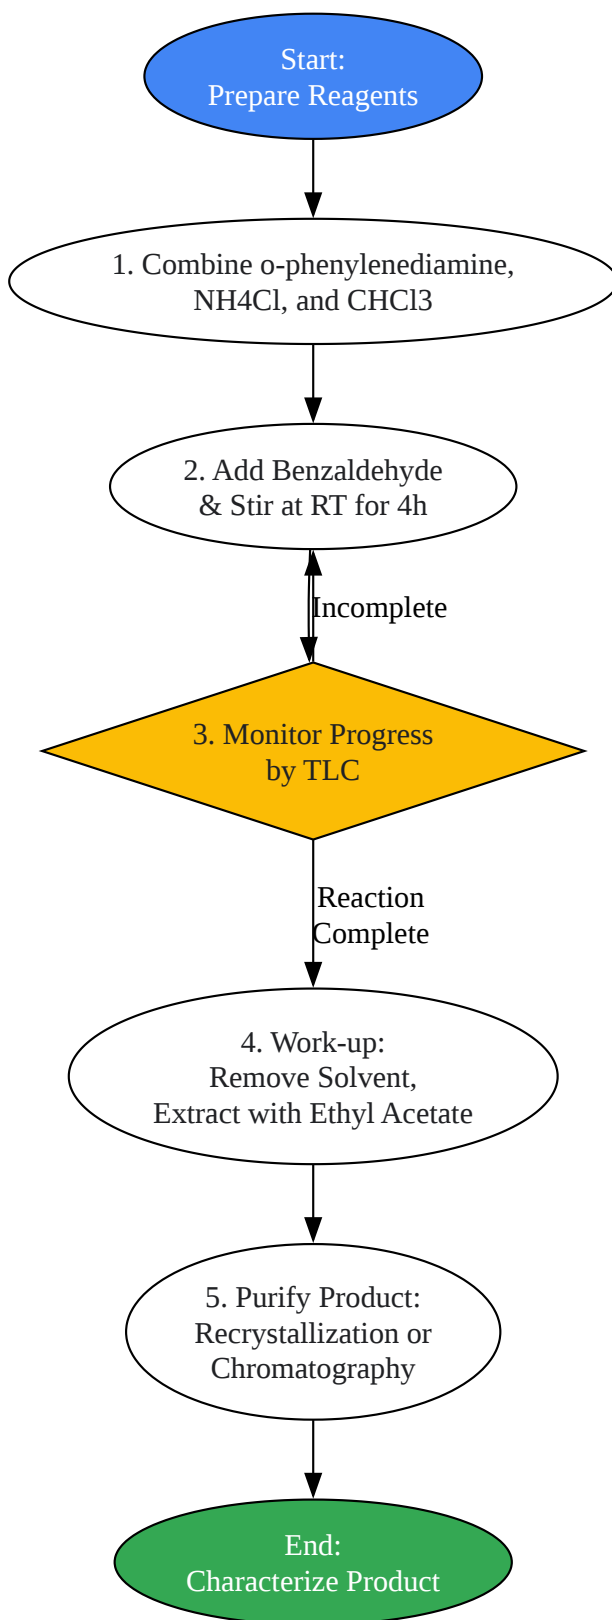 Start:
Prepare Reagents
1. Combine o-phenylenediamine,
NH4Cl, and CHCl3
2. Add Benzaldehyde
& Stir at RT for 4h
Incomplete
3. Monitor Progress
by TLC
Reaction
Complete
4. Work-up:
Remove Solvent,
Extract with Ethyl Acetate
5. Purify Product:
Recrystallization or
Chromatography
End:
Characterize Product